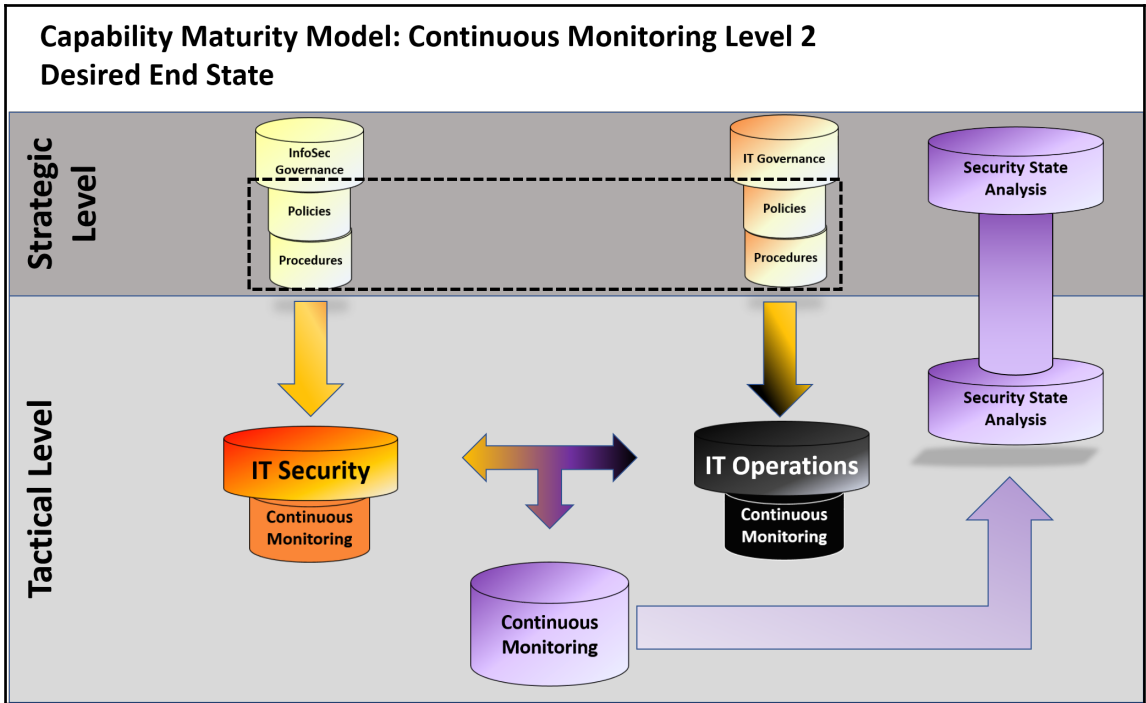 Capability Maturity Model: Continuous Monitoring Level 2
Desired End State
Strategic
Level
InfoSec
Governance
Policies
Procedures
IT Governance
Policies
Procedures
Security State
Analysis
Tactical Level
IT Security
Continuous
Monitoring
IT Operations
Continuous
Monitoring
Security State
Analysis
Continuous
Monitoring